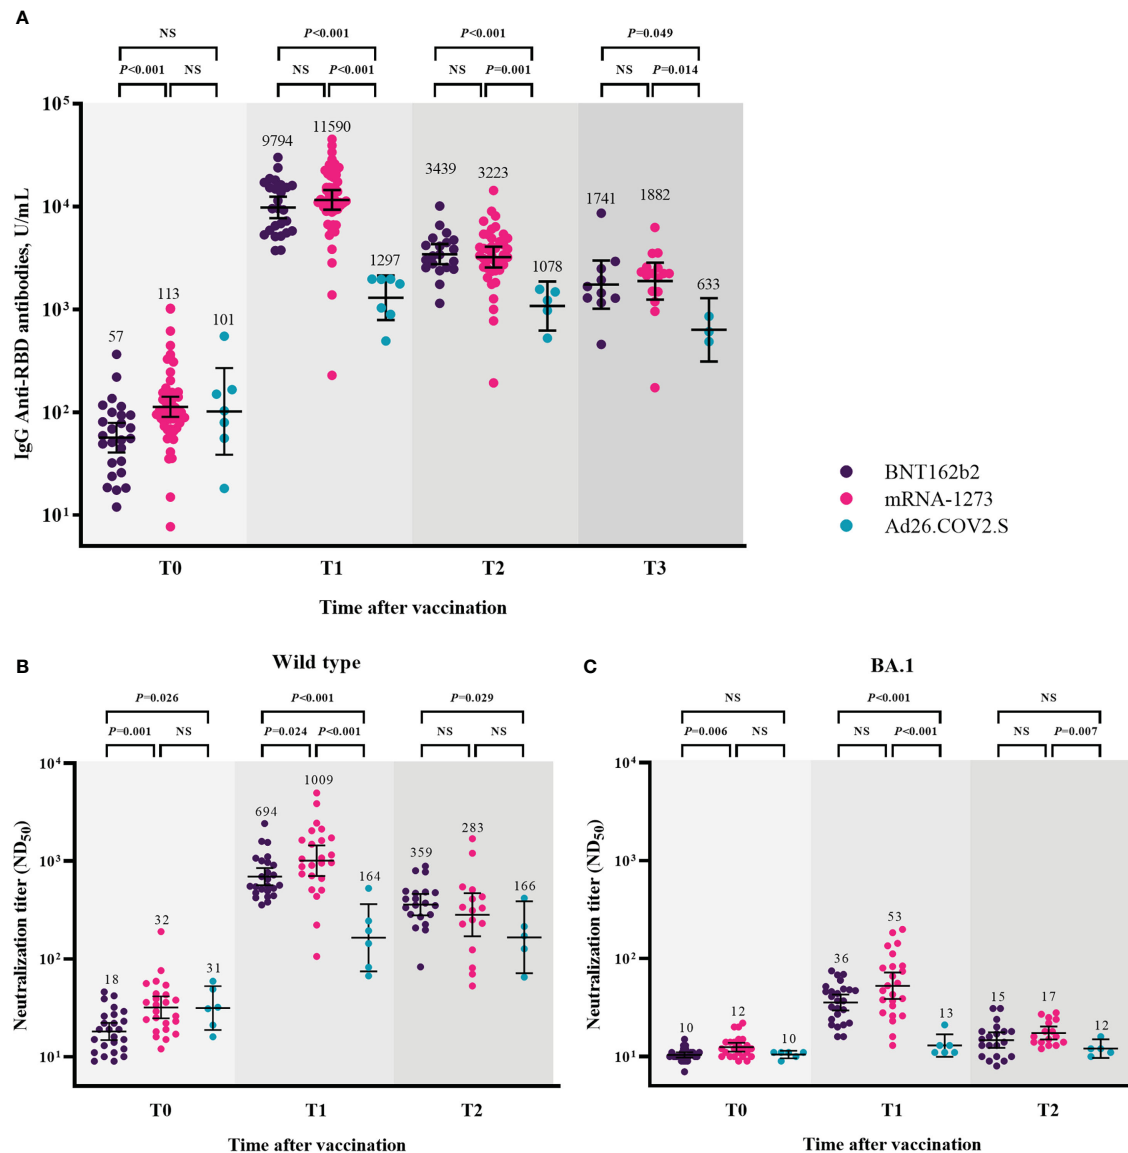 A
NS P<0.001 P<0.001 P=0.049
P<0.001 NS NS P<0.001 NS P=0.001 NS P=0.014
IgG Anti-RBD antibodies, U/mL
10⁵
10⁴
10³
10²
10¹
57 113 101
9794 11590 1297
3439 3223 1078
1741 1882 633
T0 T1 T2 T3
Time after vaccination
BNT162b2
mRNA-1273
Ad26.COV2.S
B
Wild type
P=0.026 P<0.001 P=0.029
P=0.001 NS P=0.024 P<0.001 NS NS
Neutralization titer (ND₅₀)
10⁴
10³
10²
10¹
18 32 31
694 1009 164
359 283 166
T0 T1 T2
Time after vaccination
C
BA.1
NS P<0.001 NS
P=0.006 NS NS P<0.001 NS P=0.007
Neutralization titer (ND₅₀)
10⁴
10³
10²
10¹
10 12 10
36 53 13
15 17 12
T0 T1 T2
Time after vaccination